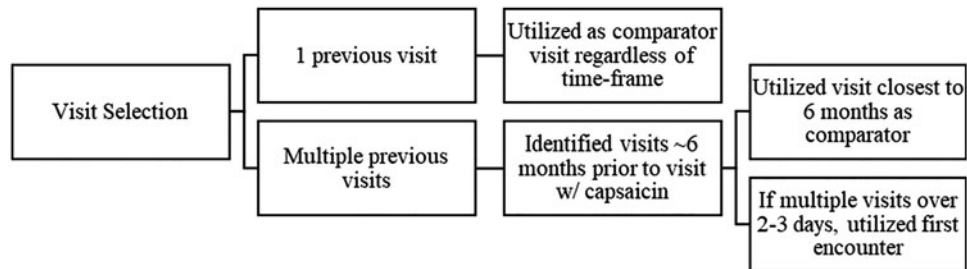 Visit Selection
1 previous visit
Utilized as comparator
visit regardless of
time-frame
Multiple previous
visits
Identified visits ~6
months prior to visit
w/ capsaicin
Utilized visit closest to
6 months as
comparator
If multiple visits over
2-3 days, utilized first
encounter